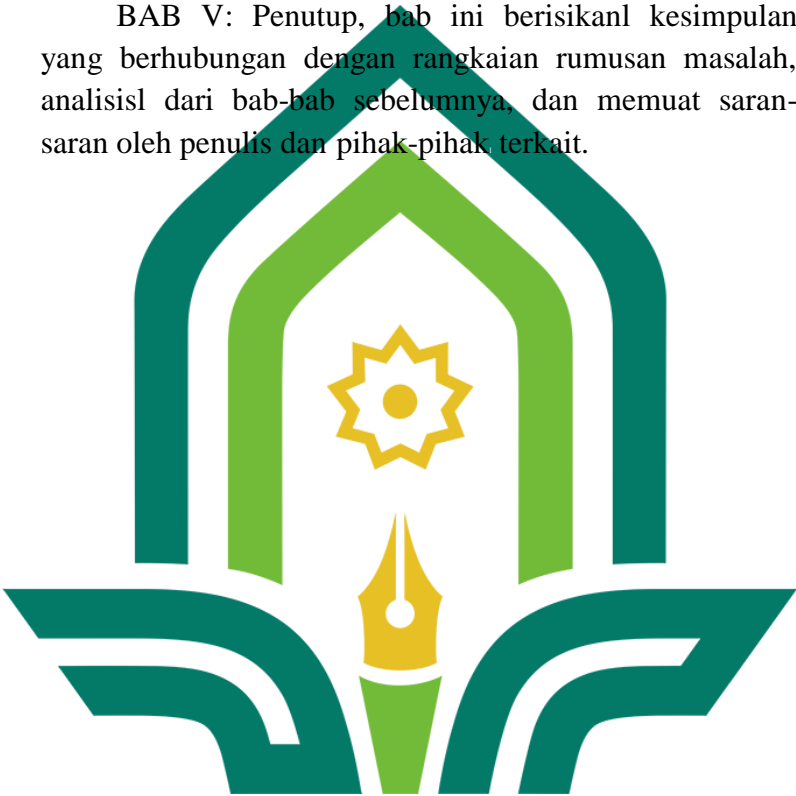 BAB V: Penutup, bab ini berisikanl kesimpulan
yang berhubungan dengan rangkaian rumusan masalah,
analisisl dari bab-bab sebelumnya, dan memuat saran-
saran oleh penulis dan pihak-pihak terkait.